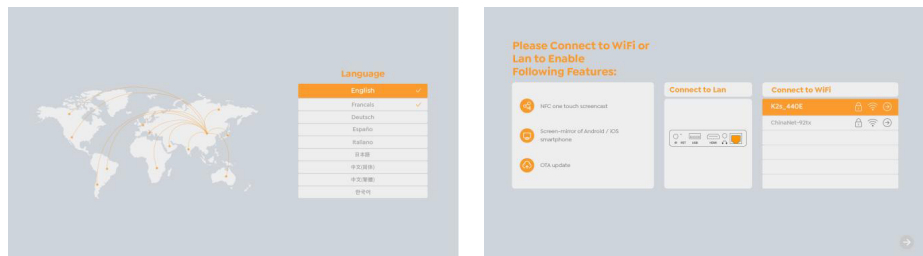 Language
English
Francais
Deutsch
Español
Italiano
日本語
中文(简体)
中文(繁體)
한국어
Please Connect to WiFi or
Lan to Enable
Following Features:
NFC one touch screencast
Screen-mirror of Android / iOS
smartphone
OTA update
Connect to Lan
USB
HDMI
Connect to WiFi
K2s_440E
ChinaNet-92tx